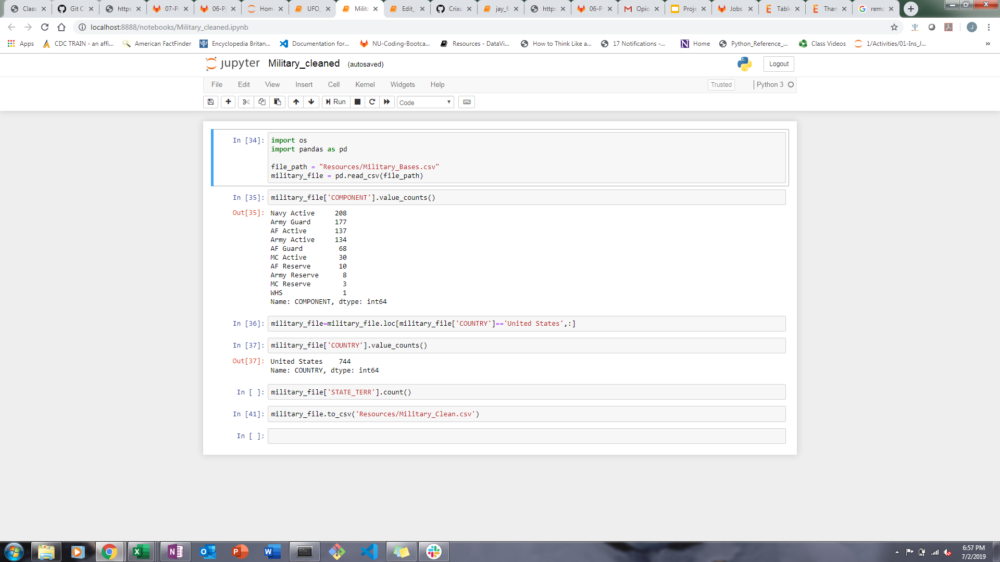 Class
Git C
https
07-P
06-P
Hom
UFO_
Milita
Edit_
Crixu
jay_fi
https
06-P
Opio
Proje
Jobs
Table
Than
remo
localhost:8888/notebooks/Military_cleaned.ipynb
J
Apps
CDC TRAIN - an affi...
American FactFinder
Encyclopedia Britan...
Documentation for...
NU-Coding-Bootca...
Resources - DataVi...
How to Think Like a...
17 Notifications -...
Home
Python_Reference_...
Class Videos
1/Activities/01-Ins_J...
»
jupyter Military_cleaned (autosaved)
Logout
File Edit View Insert Cell Kernel Widgets Help
Trusted
Python 3
Run
Code
In [34]:
import os
import pandas as pd
file_path = "Resources/Military_Bases.csv"
military_file = pd.read_csv(file_path)
In [35]: military_file['COMPONENT'].value_counts()
Out[35]: Navy Active 208
Army Guard 177
AF Active 137
Army Active 134
AF Guard 68
MC Active 30
AF Reserve 10
Army Reserve 8
MC Reserve 3
WHS 1
Name: COMPONENT, dtype: int64
In [36]: military_file=military_file.loc[military_file['COUNTRY']=='United States',:]
In [37]: military_file['COUNTRY'].value_counts()
Out[37]: United States 744
Name: COUNTRY, dtype: int64
In [ ]: military_file['STATE_TERR'].count()
In [41]: military_file.to_csv('Resources/Military_Clean.csv')
In [ ]:
6:57 PM
7/2/2019